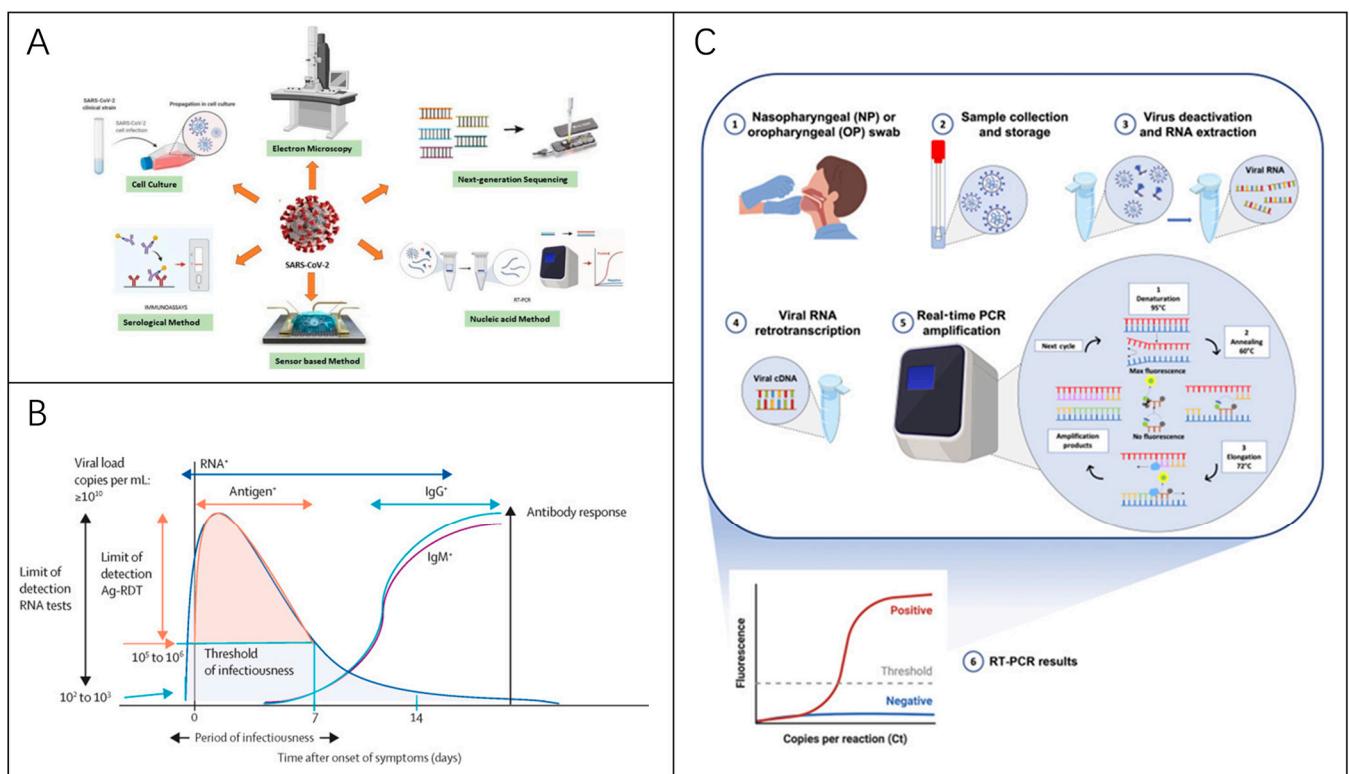 A
SARS-CoV-2
clinical strain
SARS-CoV-2
cell infection
Propagation in cell culture
Cell Culture
Electron Microscopy
Next-generation Sequencing
SARS-CoV-2
IMMUNOASSAYS
Serological Method
Sensor based Method
RT-PCR
Nucleic acid Method
Positive
Negative
B
Viral load
copies per mL:
≥10¹⁰
RNA⁺
Antigen⁺
IgG⁺
IgM⁺
Antibody response
Limit of
detection
RNA tests
Limit of
detection
Ag-RDT
10⁵ to 10⁶
10² to 10³
Threshold
of infectiousness
0
7
14
Period of infectiousness
Time after onset of symptoms (days)
C
1
Nasopharyngeal (NP) or
oropharyngeal (OP) swab
2
Sample collection
and storage
3
Virus deactivation
and RNA extraction
Viral RNA
4
Viral RNA
retrotranscription
Viral cDNA
5
Real-time PCR
amplification
1
Denaturation
95°C
Next cycle
2
Annealing
60°C
Max fluorescence
No fluorescence
Amplification
products
3
Elongation
72°C
Fluorescence
Positive
Threshold
Negative
Copies per reaction (Ct)
6
RT-PCR results